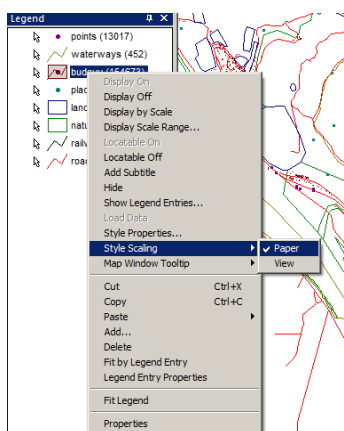 Legend
points (13017)
waterways (452)
budovy (154672)
plac
land
natu
railw
road
Display On
Display Off
Display by Scale
Display Scale Range...
Locatable On
Locatable Off
Add Subtitle
Hide
Show Legend Entries...
Load Data
Style Properties...
Style Scaling
Paper
View
Map Window Tooltip
Cut Ctrl+X
Copy Ctrl+C
Paste
Add...
Delete
Fit by Legend Entry
Legend Entry Properties
Fit Legend
Properties